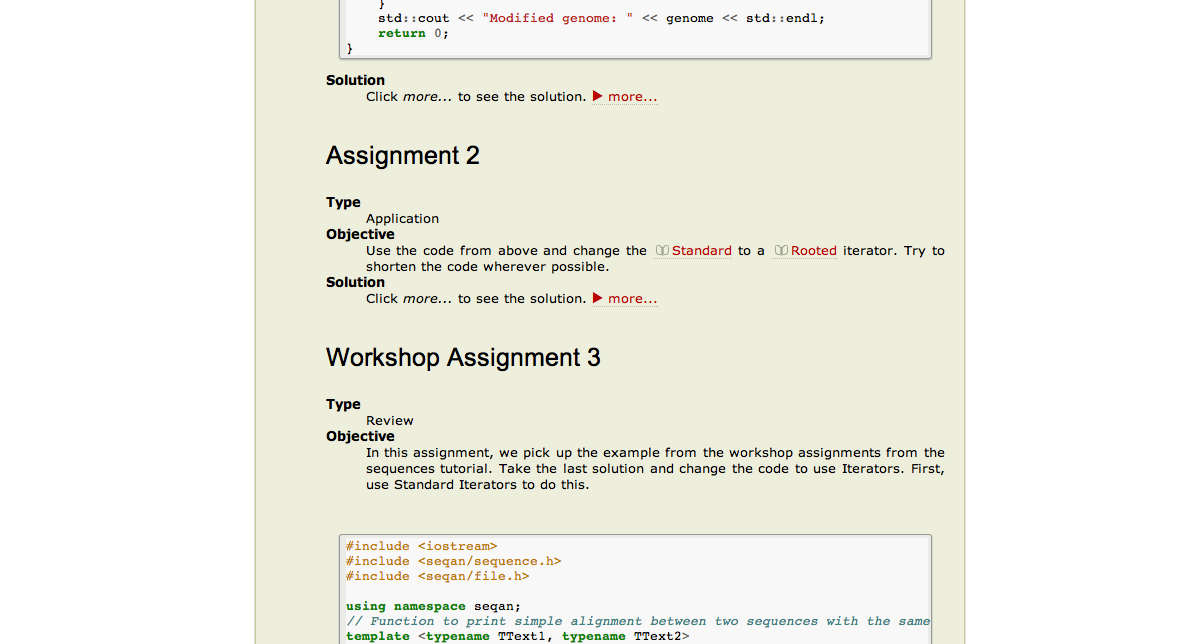 }
std::cout << "Modified genome: " << genome << std::endl;
return 0;
}
Solution
Click more... to see the solution. ▶ more...
Assignment 2
Type
Application
Objective
Use the code from above and change the Standard to a Rooted iterator. Try to
shorten the code wherever possible.
Solution
Click more... to see the solution. ▶ more...
Workshop Assignment 3
Type
Review
Objective
In this assignment, we pick up the example from the workshop assignments from the
sequences tutorial. Take the last solution and change the code to use Iterators. First,
use Standard Iterators to do this.
#include <iostream>
#include <seqan/sequence.h>
#include <seqan/file.h>
using namespace seqan;
// Function to print simple alignment between two sequences with the same
template <typename TText1, typename TText2>